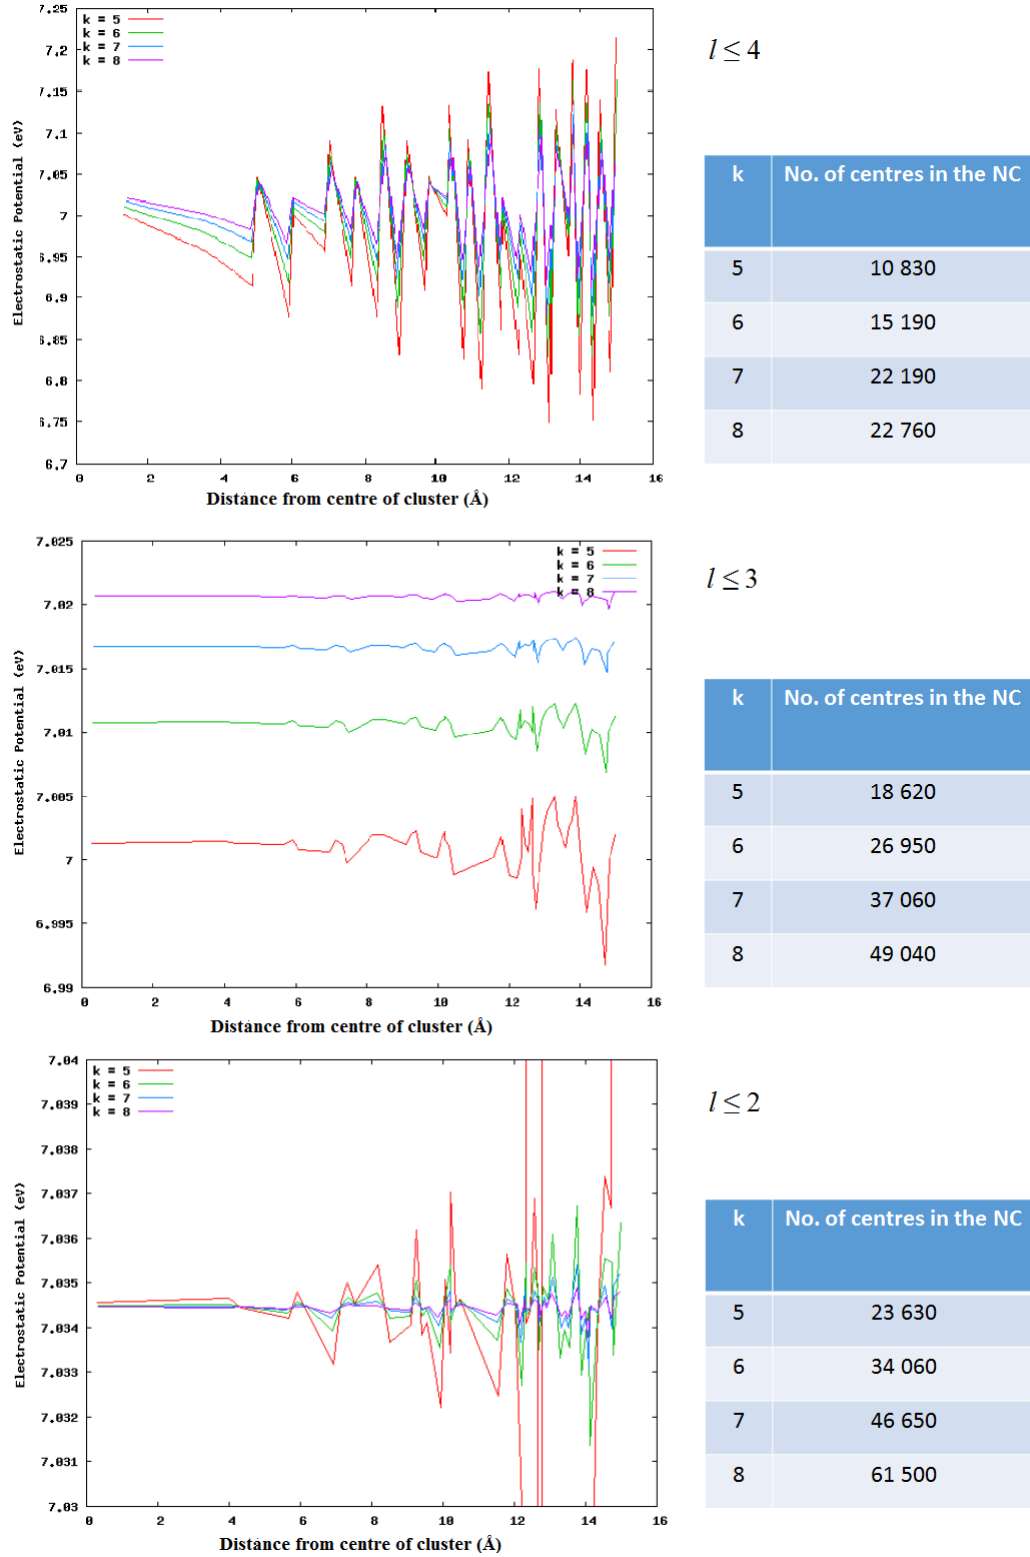 7.25
k = 5
k = 6
k = 7
k = 8
7.2
7.15
7.1
7.05
7
6.95
6.9
6.85
6.8
6.75
6.7
Electrostatic Potential (eV)
0 2 4 6 8 10 12 14 16
Distance from centre of cluster (Å)
l ≤ 4
k No. of centres in the NC
5 10 830
6 15 190
7 22 190
8 22 760
7.025
k = 5
k = 6
k = 7
k = 8
7.02
7.015
7.01
7.005
7
6.995
6.99
Electrostatic Potential (eV)
0 2 4 6 8 10 12 14 16
Distance from centre of cluster (Å)
l ≤ 3
k No. of centres in the NC
5 18 620
6 26 950
7 37 060
8 49 040
7.04
k = 5
k = 6
k = 7
k = 8
7.039
7.038
7.037
7.036
7.035
7.034
7.033
7.032
7.031
7.03
Electrostatic Potential (eV)
0 2 4 6 8 10 12 14 16
Distance from centre of cluster (Å)
l ≤ 2
k No. of centres in the NC
5 23 630
6 34 060
7 46 650
8 61 500